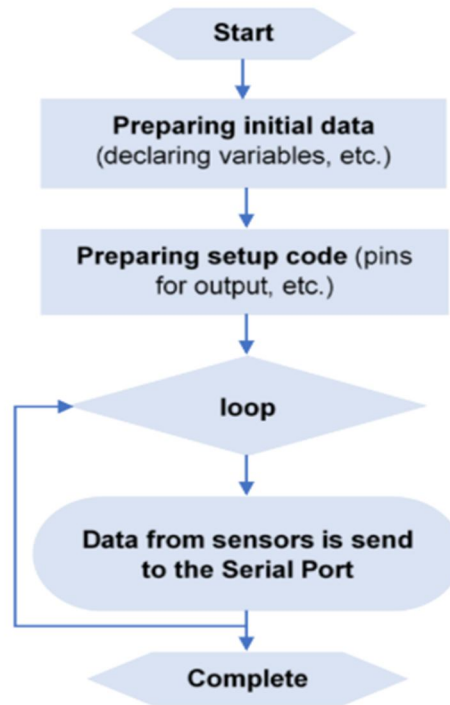 Start
Preparing initial data
(declaring variables, etc.)
Preparing setup code (pins
for output, etc.)
loop
Data from sensors is send
to the Serial Port
Complete